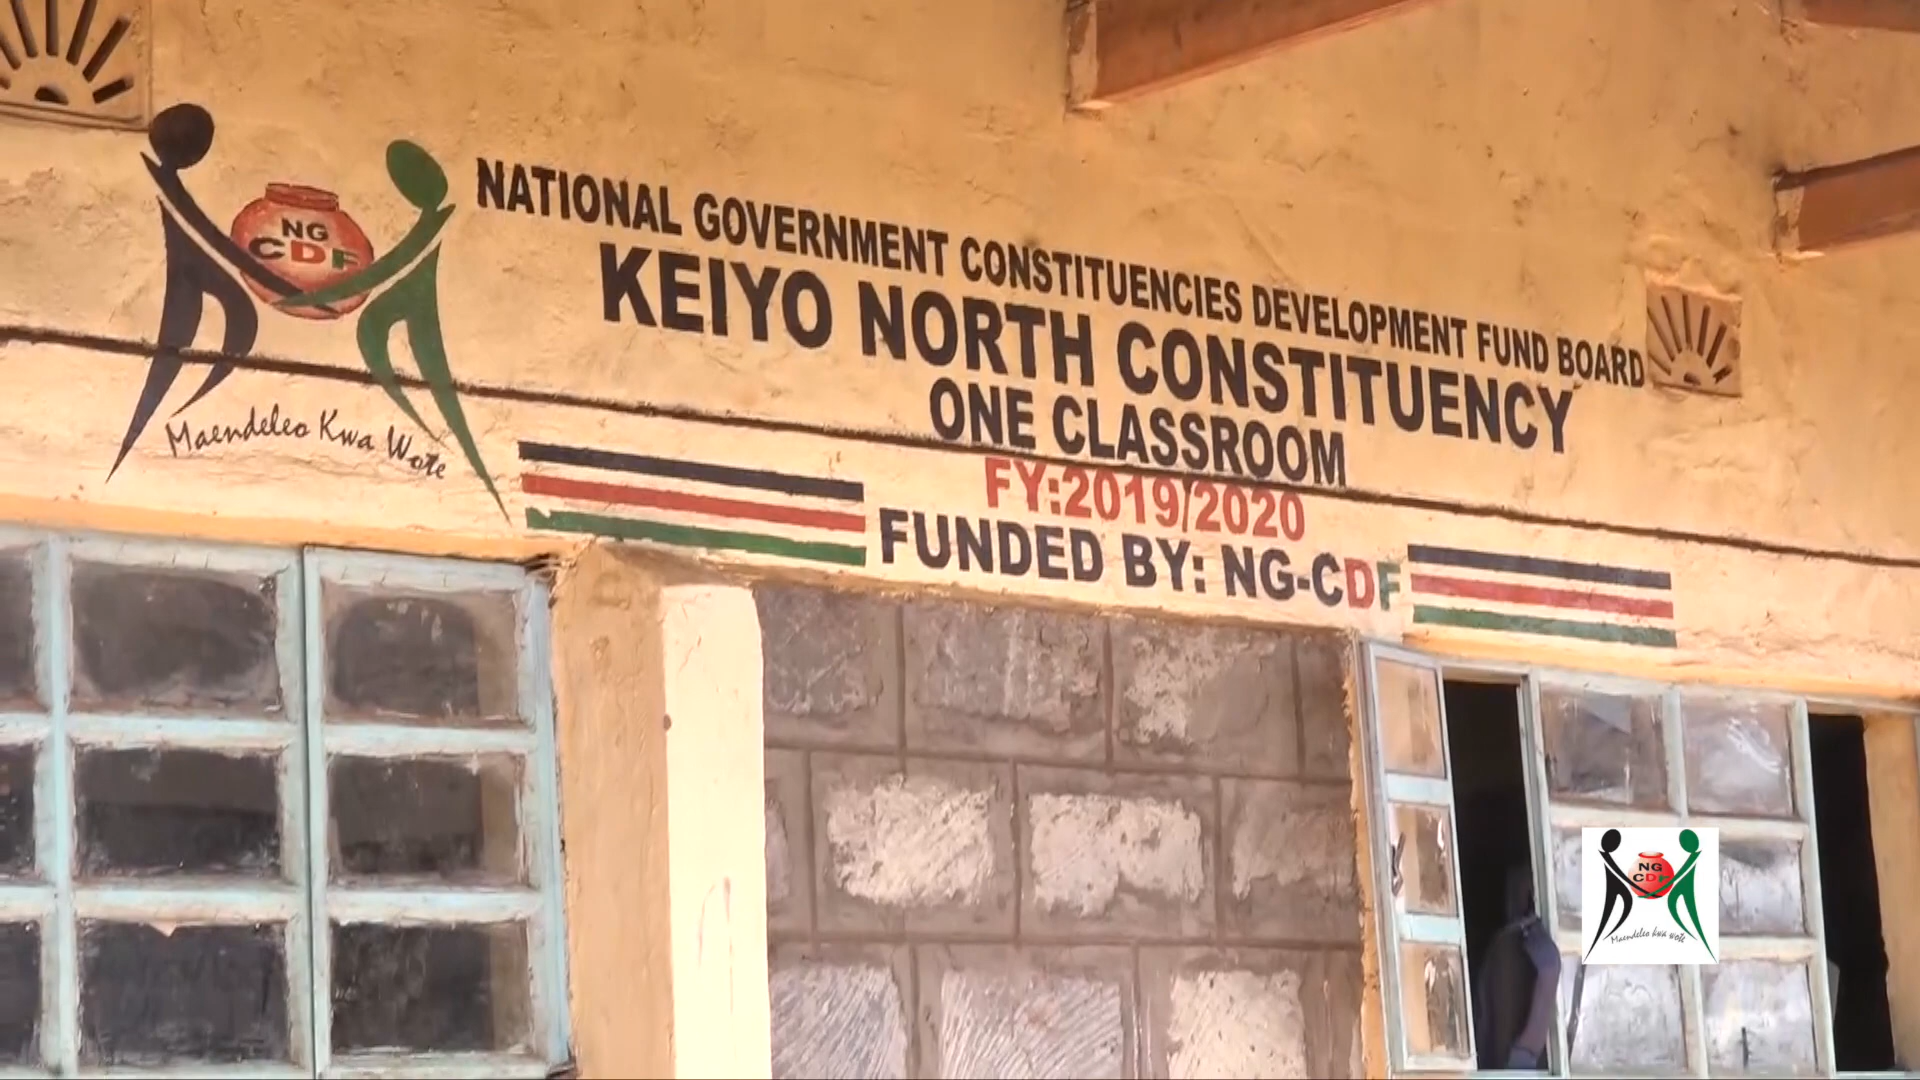 NG
CDF
Maendeleo Kwa Wote
NATIONAL GOVERNMENT CONSTITUENCIES DEVELOPMENT FUND BOARD
KEIYO NORTH CONSTITUENCY
ONE CLASSROOM
FY:2019/2020
FUNDED BY: NG-CDF
NG
CDF
Maendeleo Kwa Wote